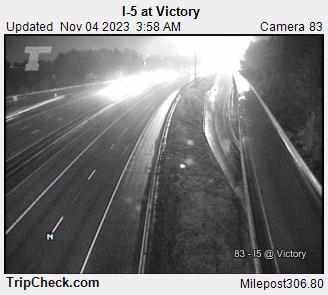 I-5 at Victory
Updated Nov 04 2023 3:58 AM Camera 83
T
N
83 - I5 @ Victory
TripCheck.com Milepost306.80